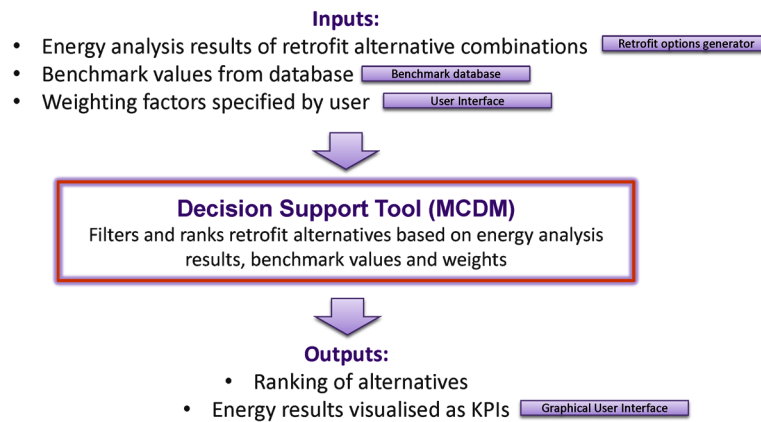 Inputs:
• Energy analysis results of retrofit alternative combinations Retrofit options generator
• Benchmark values from database Benchmark database
• Weighting factors specified by user User Interface
Decision Support Tool (MCDM)
Filters and ranks retrofit alternatives based on energy analysis
results, benchmark values and weights
Outputs:
• Ranking of alternatives
• Energy results visualised as KPIs Graphical User Interface